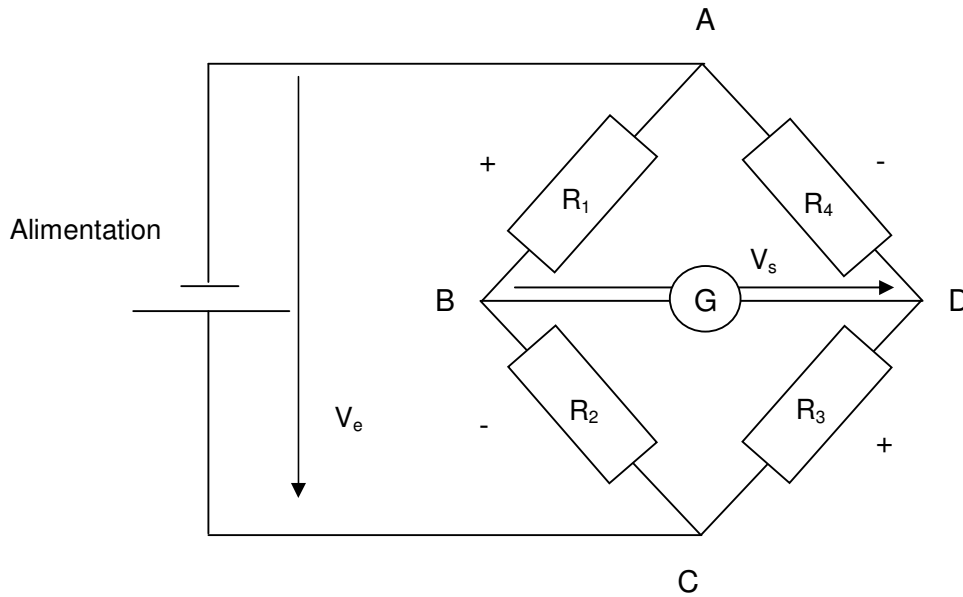 A
+
-
R₁
R₄
Alimentation
Vₛ
B
G
D
R₂
R₃
Vₑ
-
+
C